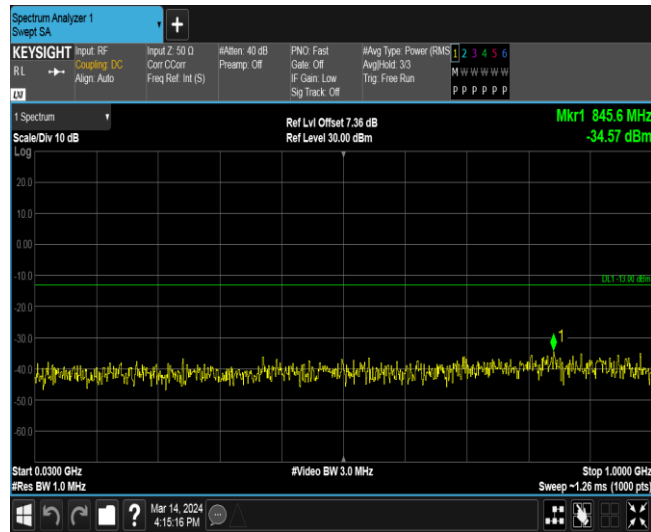 Spectrum Analyzer 1
Swept SA
+
KEYSIGHT
RL
LXI
Input: RF
Coupling: DC
Align: Auto
Input Z: 50 Ω
Corr CCorr
Freq Ref: Int (S)
#Atten: 40 dB
Preamp: Off
PNO: Fast
Gate: Off
IF Gain: Low
Sig Track: Off
#Avg Type: Power (RMS
Avg|Hold: 3/3
Trig: Free Run
1 2 3 4 5 6
M W W W W W
P P P P P P
1 Spectrum
Scale/Div 10 dB
Log
Ref Lvl Offset 7.36 dB
Ref Level 30.00 dBm
Mkr1 845.6 MHz
-34.57 dBm
20.0
10.0
0.00
-10.0
DL1 -13.00 dBm
-20.0
-30.0
1
-40.0
-50.0
-60.0
Start 0.0300 GHz
#Res BW 1.0 MHz
#Video BW 3.0 MHz
Stop 1.0000 GHz
Sweep ~1.26 ms (1000 pts)
?
Mar 14, 2024
4:15:16 PM